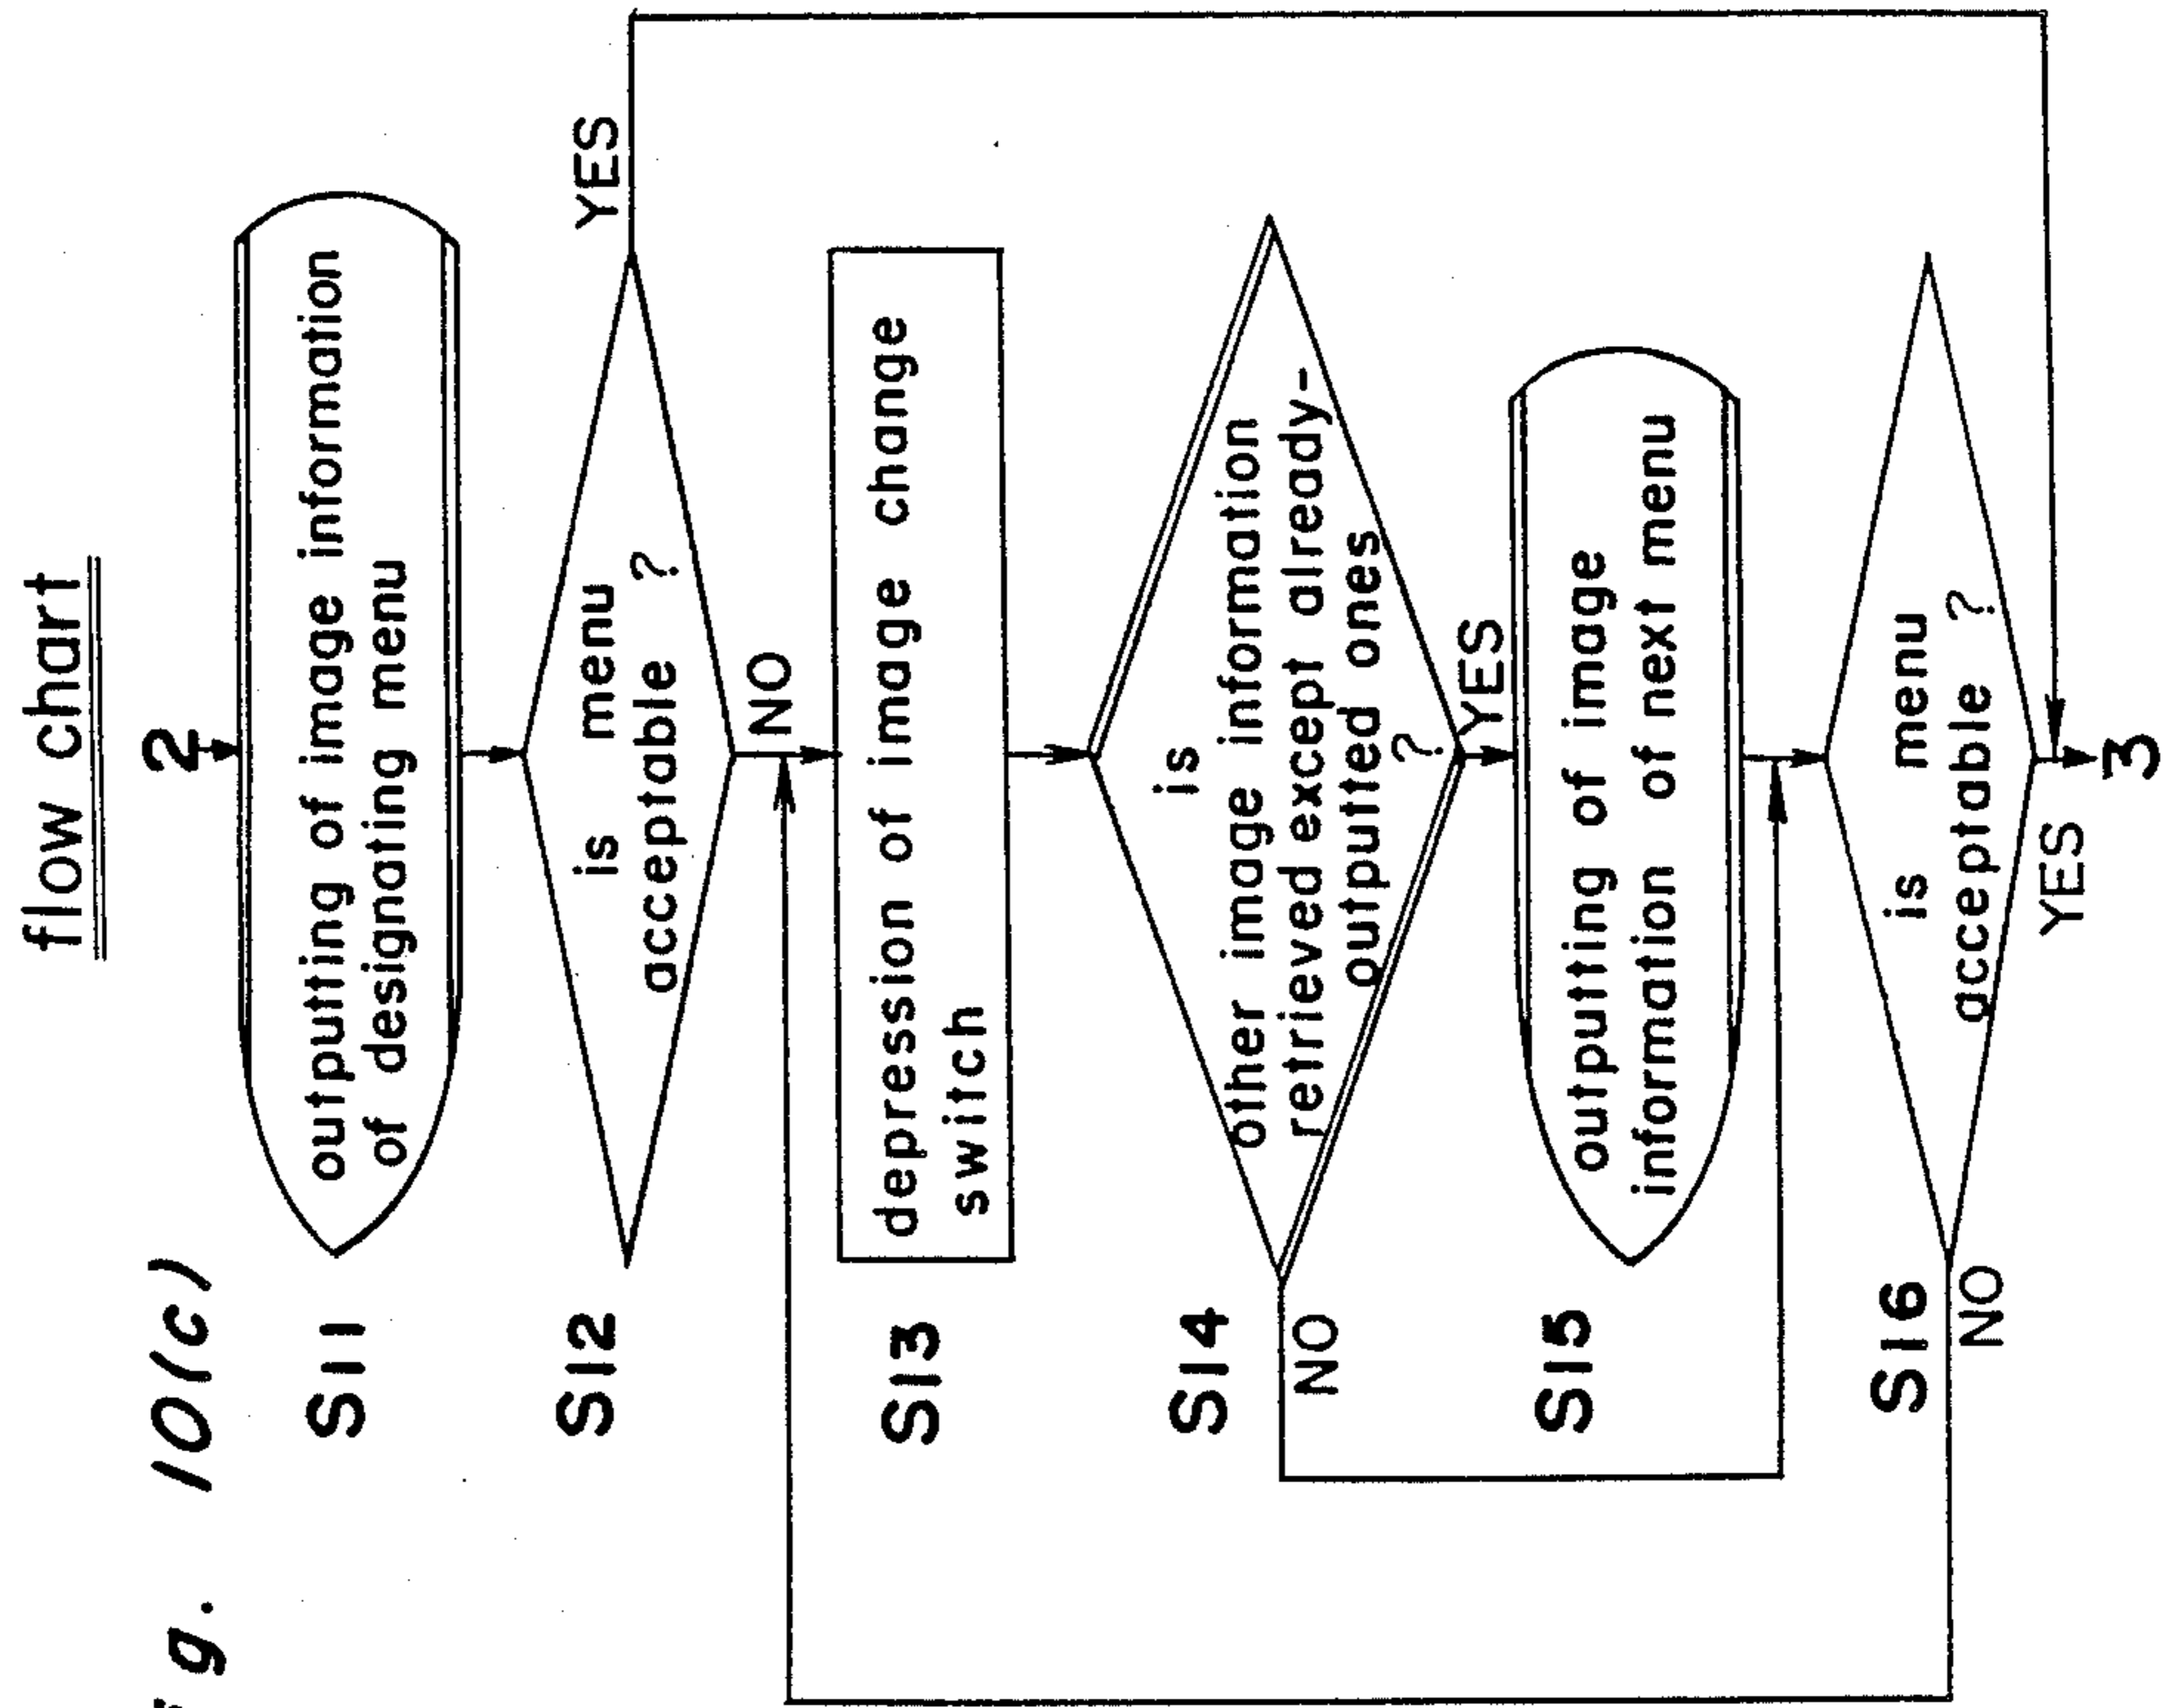 g. 10(c)
flow chart
2
S11
outputting of image information
of designating menu
S12
is menu
acceptable ?
YES
NO
S13
depression of image change
switch
S14
is
other image information
retrieved except already-
outputted ones
?
NO
YES
S15
outputting of image
information of next menu
S16
is menu
acceptable ?
NO
YES
3